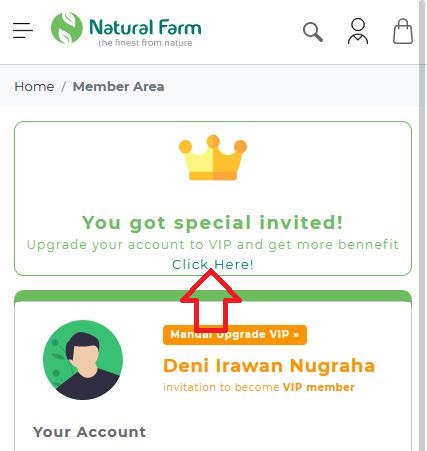 Natural Farm
the finest from nature
Home / Member Area
You got special invited!
Upgrade your account to VIP and get more bennefit
Click Here!
Manual Upgrade VIP »
Deni Irawan Nugraha
invitation to become VIP member
Your Account